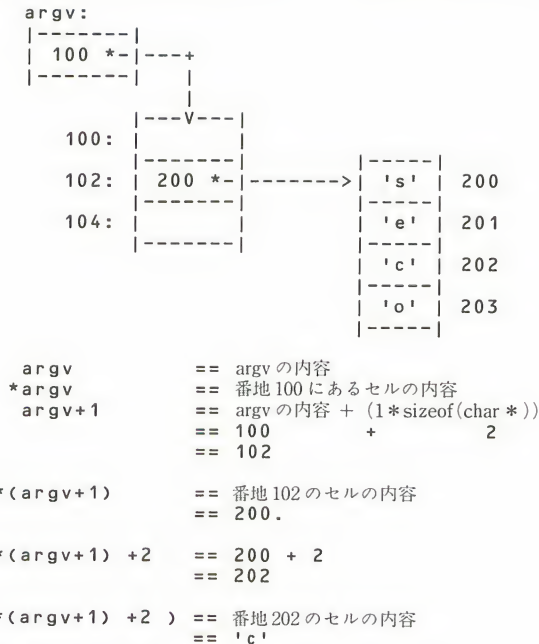 argv:
|-------|
| 100 *-|---+
|-------| |
|
|---V---|
100: | |
|-------| |-----|
102: | 200 *-|-------->| 's' | 200
|-------| |-----|
104: | | | 'e' | 201
|-------| |-----|
| 'c' | 202
|-----|
| 'o' | 203
|-----|
argv == argv の内容
*argv == 番地 100 にあるセルの内容
argv+1 == argv の内容 + (1*sizeof(char *))
== 100 + 2
== 102
*(argv+1) == 番地 102 のセルの内容
== 200.
*(argv+1) +2 == 200 + 2
== 202
*(argv+1) +2 ) == 番地 202 のセルの内容
== 'c'